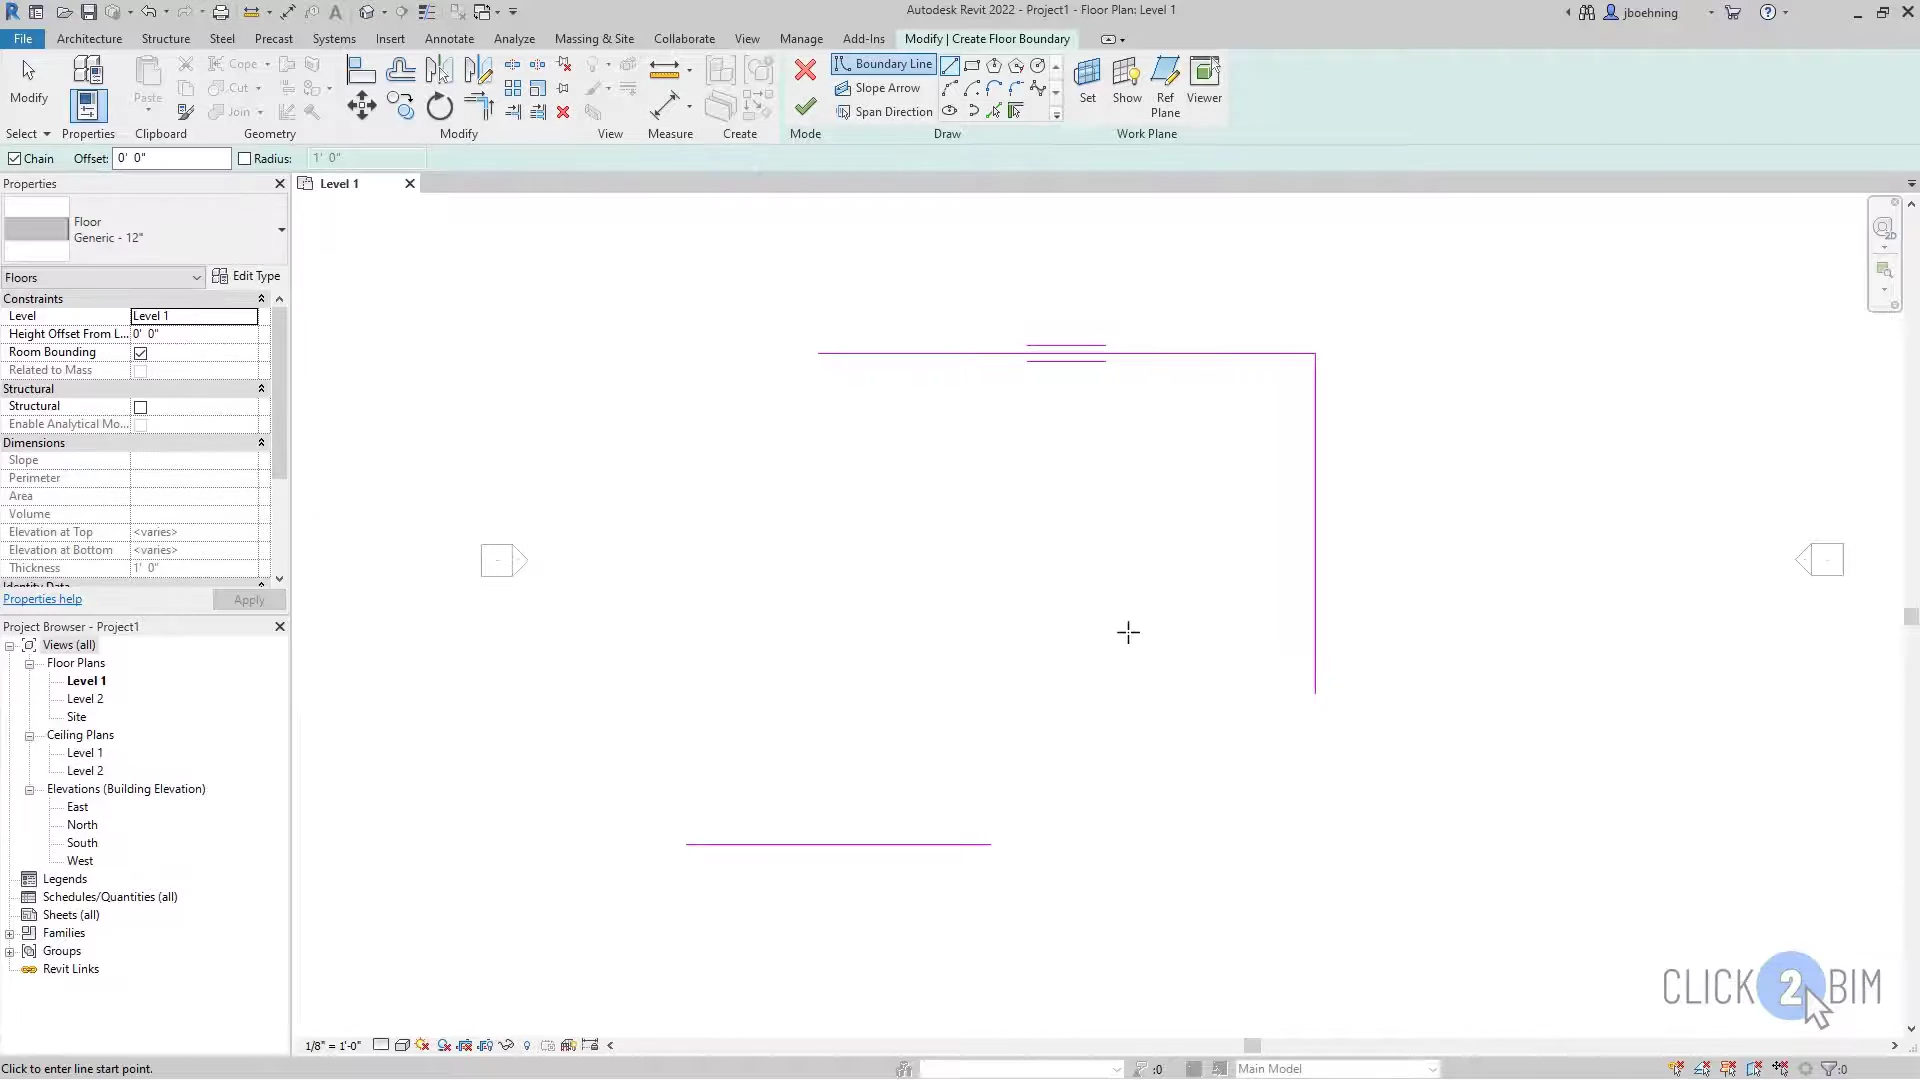 Autodesk Revit 2022 - Project1 - Floor Plan: Level 1
jboehning
File Architecture Structure Steel Precast Systems Insert Annotate Analyze Massing & Site Collaborate View Manage Add-Ins Modify | Create Floor Boundary
Modify
Paste
Cope
Cut
Join
Boundary Line
Slope Arrow
Span Direction
Set Show Ref Plane Viewer
Select Properties Clipboard Geometry Modify View Measure Create Mode Draw Work Plane
Chain Offset: 0' 0" Radius: 1' 0"
Properties
Level 1
Floor
Generic - 12"
Floors
Edit Type
Constraints
Level Level 1
Height Offset From L... 0' 0"
Room Bounding
Related to Mass
Structural
Structural
Enable Analytical Mo...
Dimensions
Slope
Perimeter
Area
Volume
Elevation at Top <varies>
Elevation at Bottom <varies>
Thickness 1' 0"
Identity Data
Properties help Apply
Project Browser - Project1
Views (all)
Floor Plans
Level 1
Level 2
Site
Ceiling Plans
Level 1
Level 2
Elevations (Building Elevation)
East
North
South
West
Legends
Schedules/Quantities (all)
Sheets (all)
Families
Groups
Revit Links
2D
CLICK 2 BIM
1/8" = 1'-0"
Click to enter line start point.
:0
Main Model
:0